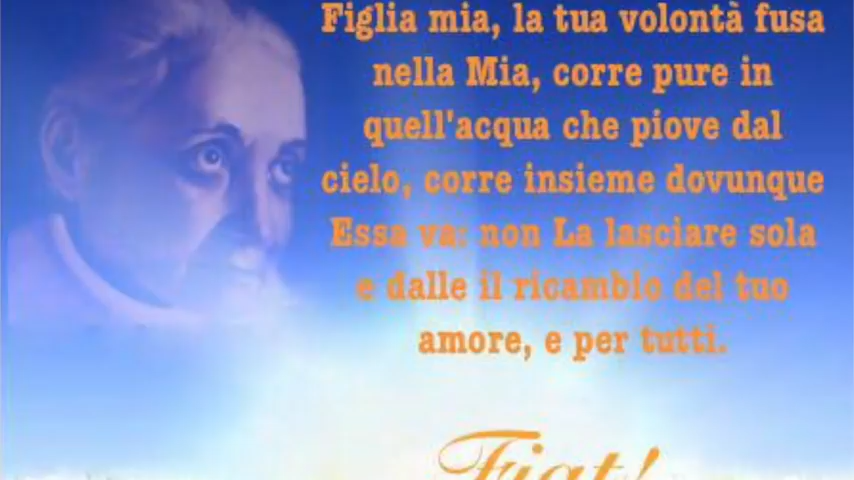 Figlia mia, la tua volontà fusa
nella Mia, corre pure in
quell'acqua che piove dal
cielo, corre insieme dovunque
Essa va: non La lasciare sola
e dalle il ricambio del tuo
amore, e per tutti.
Fiat!